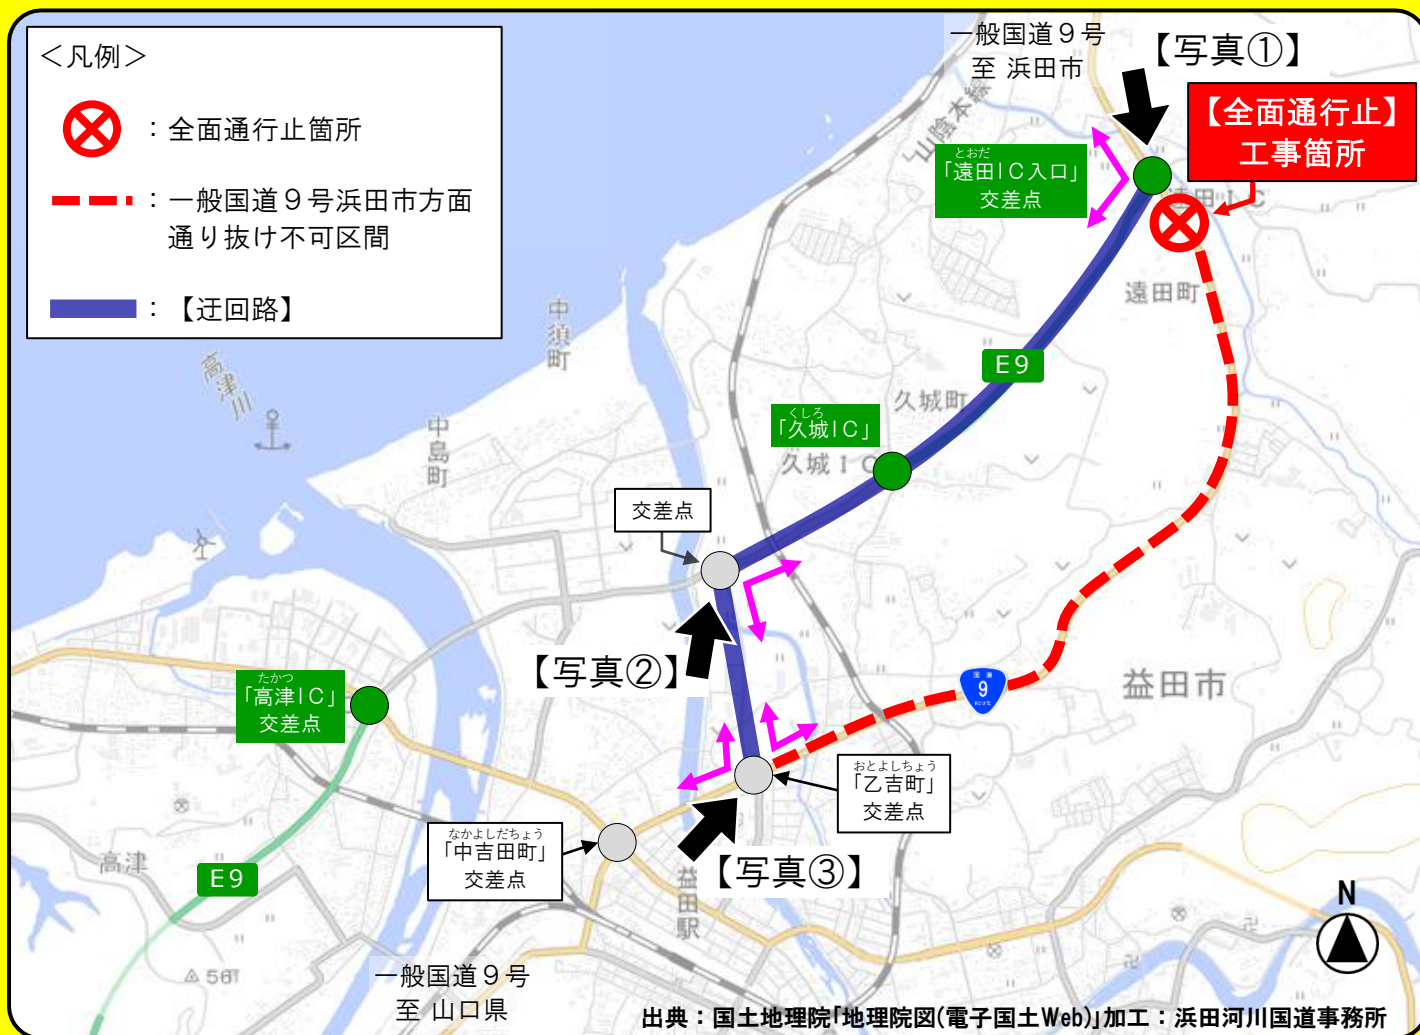 <凡例>
：全面通行止箇所
：一般国道９号浜田市方面
通り抜け不可区間
：【迂回路】
一般国道９号
至 浜田市
【写真①】
【全面通行止】
工事箇所
山陰本線
とおだ
「遠田ＩＣ入口」
交差点
遠田ＩＣ
遠田町
中須町
高津川
中島町
E9
久城町
くしろ
「久城ＩＣ」
久城ＩＣ
交差点
【写真②】
国道
9
ROUTE
益田市
たかつ
「高津ＩＣ」
交差点
おとよしちょう
「乙吉町」
交差点
なかよしだちょう
「中吉田町」
交差点
【写真③】
高津
E9
益田駅
56
一般国道９号
至 山口県
N
出典：国土地理院「地理院図(電子国土Web)」加工：浜田河川国道事務所